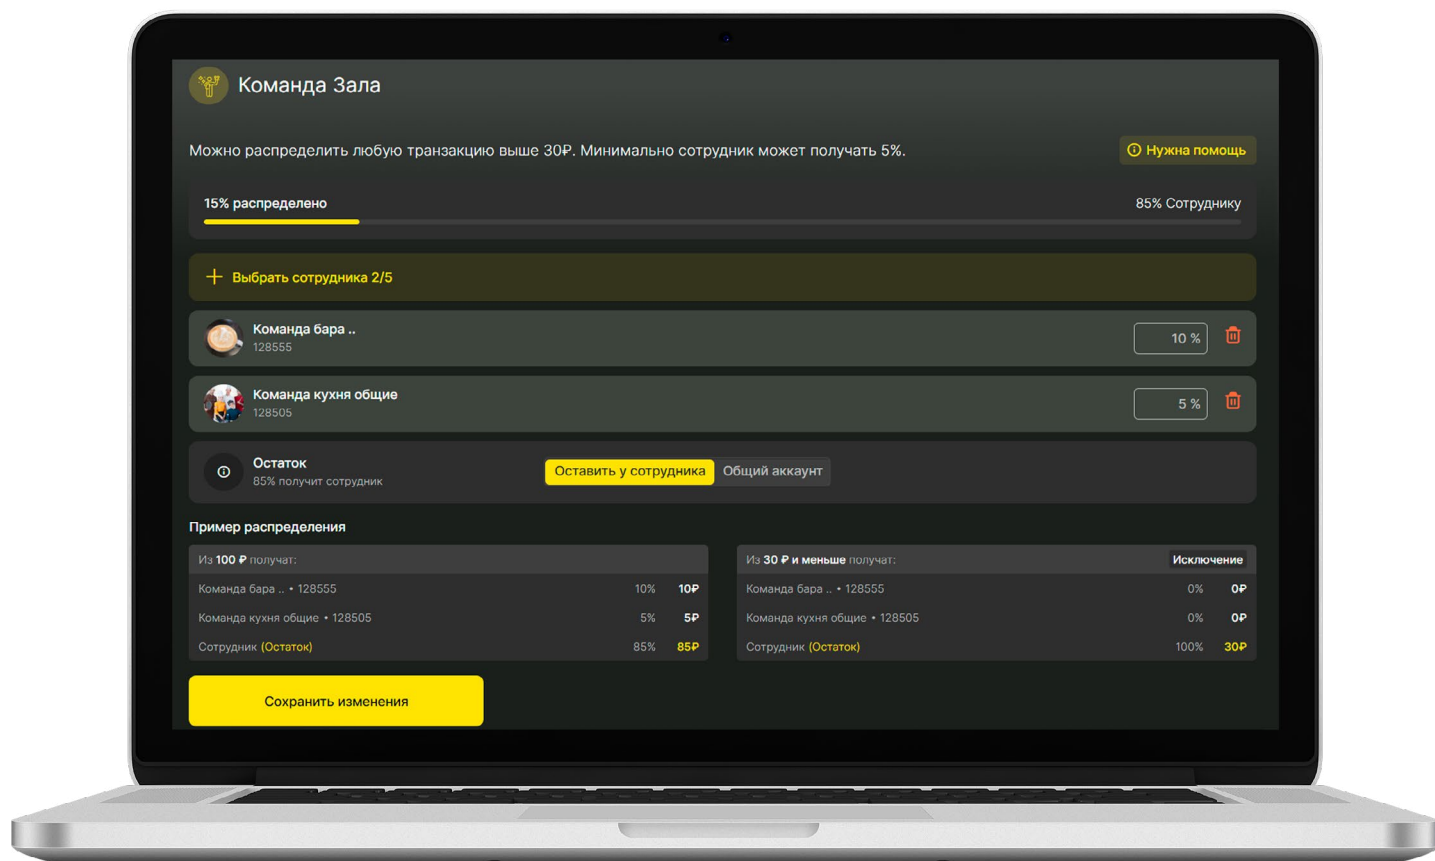 Команда Зала
Можно распределить любую транзакцию выше 30₽. Минимально сотрудник может получать 5%.
Нужна помощь
15% распределено
85% Сотруднику
+ Выбрать сотрудника 2/5
Команда бара ..
128555
10 %
Команда кухня общие
128505
5 %
Остаток
85% получит сотрудник
Оставить у сотрудника
Общий аккаунт
Пример распределения
Из 100 ₽ получат:
Команда бара .. • 128555 10% 10₽
Команда кухня общие • 128505 5% 5₽
Сотрудник (Остаток) 85% 85₽
Из 30 ₽ и меньше получат: Исключение
Команда бара .. • 128555 0% 0₽
Команда кухня общие • 128505 0% 0₽
Сотрудник (Остаток) 100% 30₽
Сохранить изменения